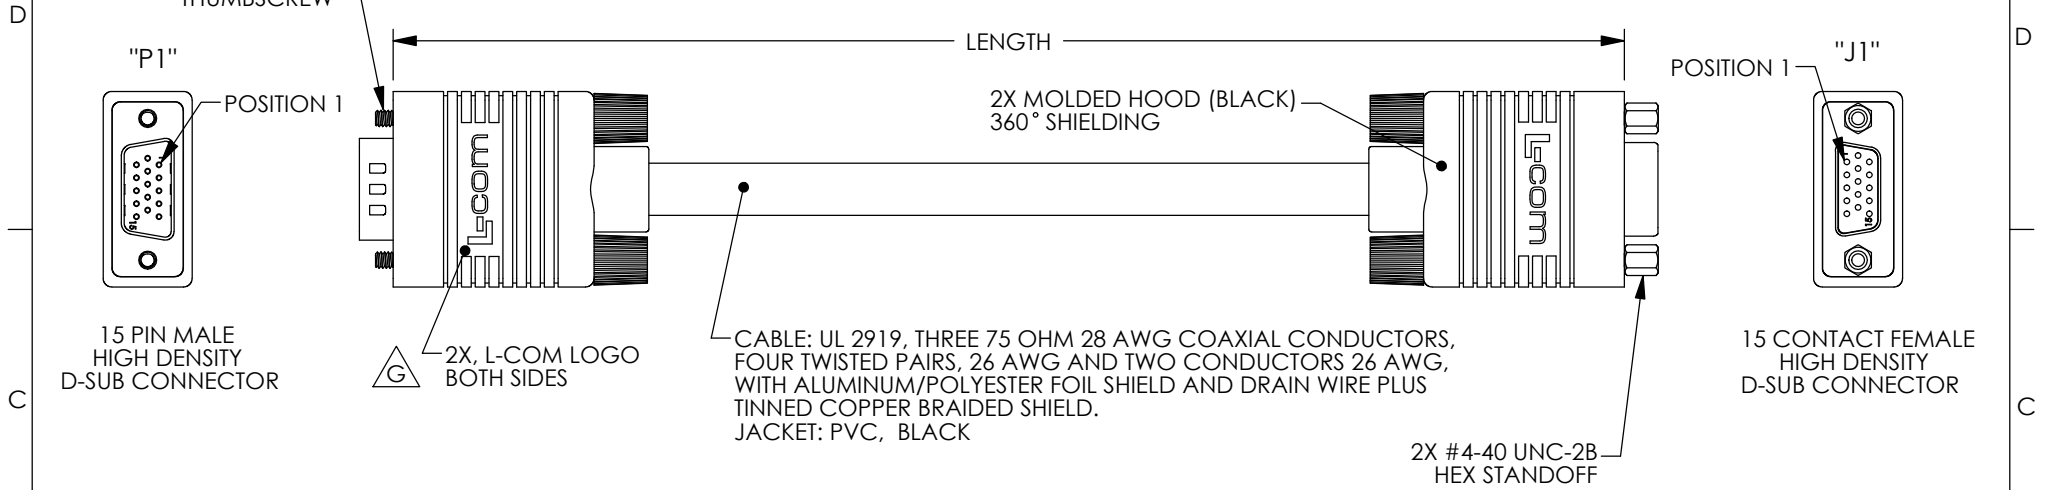 THUMBSCREW
D
D
LENGTH
"P1"
"J1"
POSITION 1
POSITION 1
2X MOLDED HOOD (BLACK)
360° SHIELDING
L-com
L-com
15
15
15 PIN MALE
HIGH DENSITY
D-SUB CONNECTOR
G
2X, L-COM LOGO
BOTH SIDES
CABLE: UL 2919, THREE 75 OHM 28 AWG COAXIAL CONDUCTORS,
FOUR TWISTED PAIRS, 26 AWG AND TWO CONDUCTORS 26 AWG,
WITH ALUMINUM/POLYESTER FOIL SHIELD AND DRAIN WIRE PLUS
TINNED COPPER BRAIDED SHIELD.
JACKET: PVC, BLACK
15 CONTACT FEMALE
HIGH DENSITY
D-SUB CONNECTOR
C
C
2X #4-40 UNC-2B
HEX STANDOFF